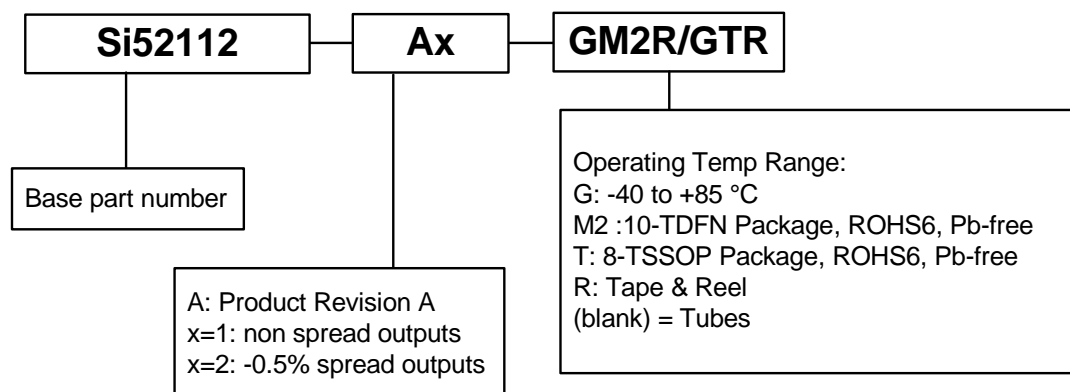 Si52112
Ax
GM2R/GTR
Base part number
A: Product Revision A
x=1: non spread outputs
x=2: -0.5% spread outputs
Operating Temp Range:
G: -40 to +85 °C
M2 :10-TDFN Package, ROHS6, Pb-free
T: 8-TSSOP Package, ROHS6, Pb-free
R: Tape & Reel
(blank) = Tubes